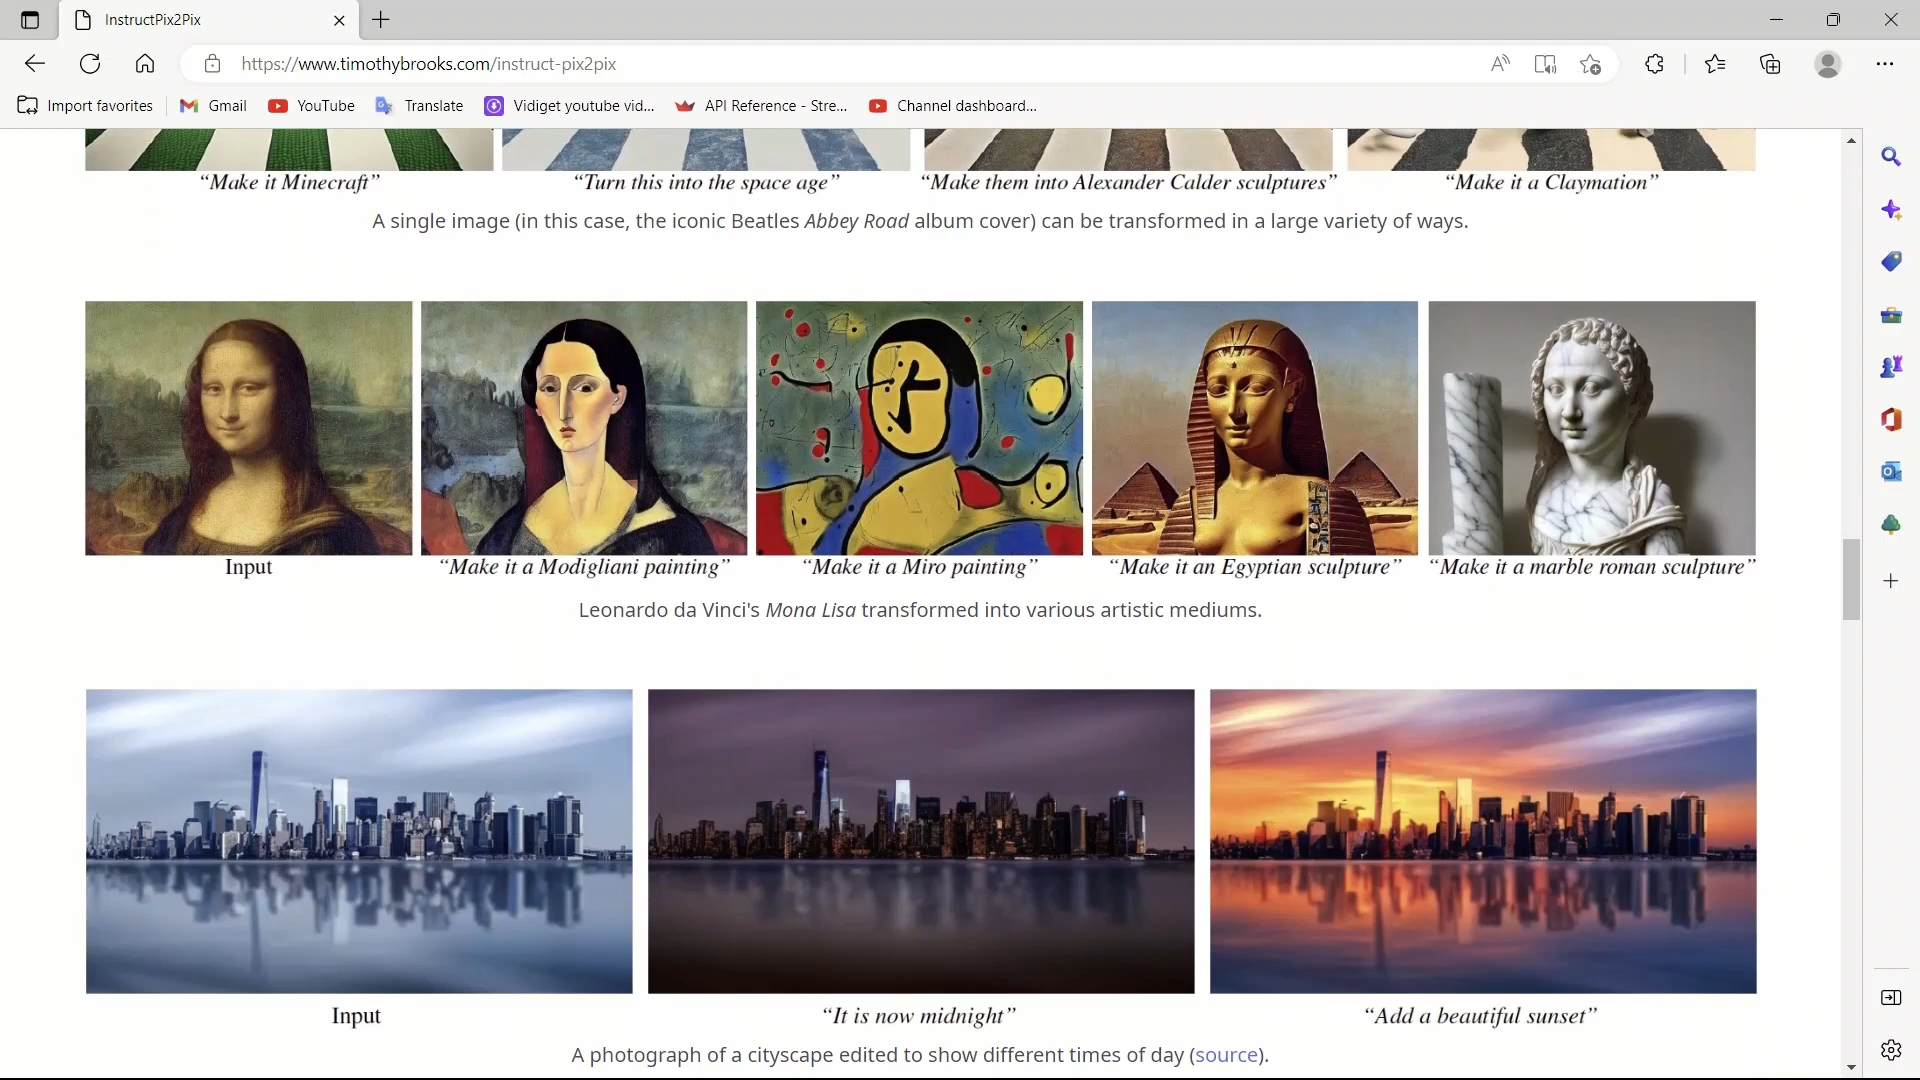 InstructPix2Pix
https://www.timothybrooks.com/instruct-pix2pix
Import favorites
Gmail
YouTube
Translate
Vidiget youtube vid...
API Reference - Stre...
Channel dashboard...
“Make it Minecraft”
“Turn this into the space age”
“Make them into Alexander Calder sculptures”
“Make it a Claymation”
A single image (in this case, the iconic Beatles Abbey Road album cover) can be transformed in a large variety of ways.
Input
“Make it a Modigliani painting”
“Make it a Miro painting”
“Make it an Egyptian sculpture”
“Make it a marble roman sculpture”
Leonardo da Vinci's Mona Lisa transformed into various artistic mediums.
Input
“It is now midnight”
“Add a beautiful sunset”
A photograph of a cityscape edited to show different times of day (source).